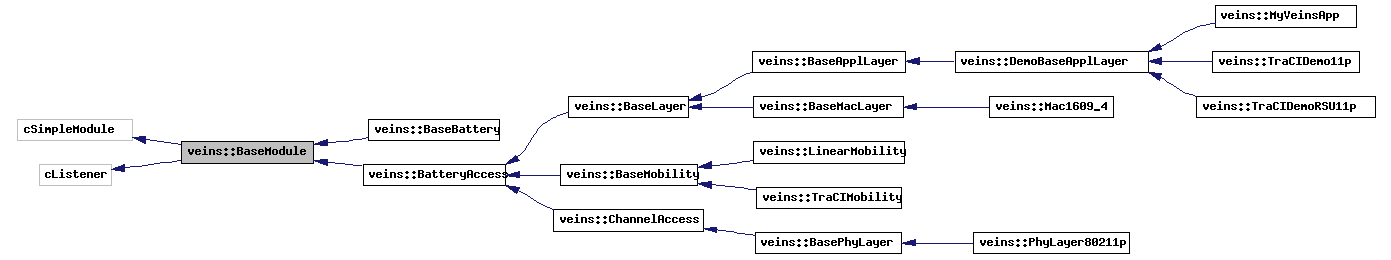 veins::MyVeinsApp
veins::BaseApplLayer
veins::DemoBaseApplLayer
veins::TraCIDemo11p
veins::BaseLayer
veins::BaseMacLayer
veins::Mac1609_4
veins::TraCIDemoRSU11p
cSimpleModule
veins::BaseBattery
veins::BaseModule
veins::LinearMobility
cListener
veins::BatteryAccess
veins::BaseMobility
veins::TraCIMobility
veins::ChannelAccess
veins::BasePhyLayer
veins::PhyLayer80211p